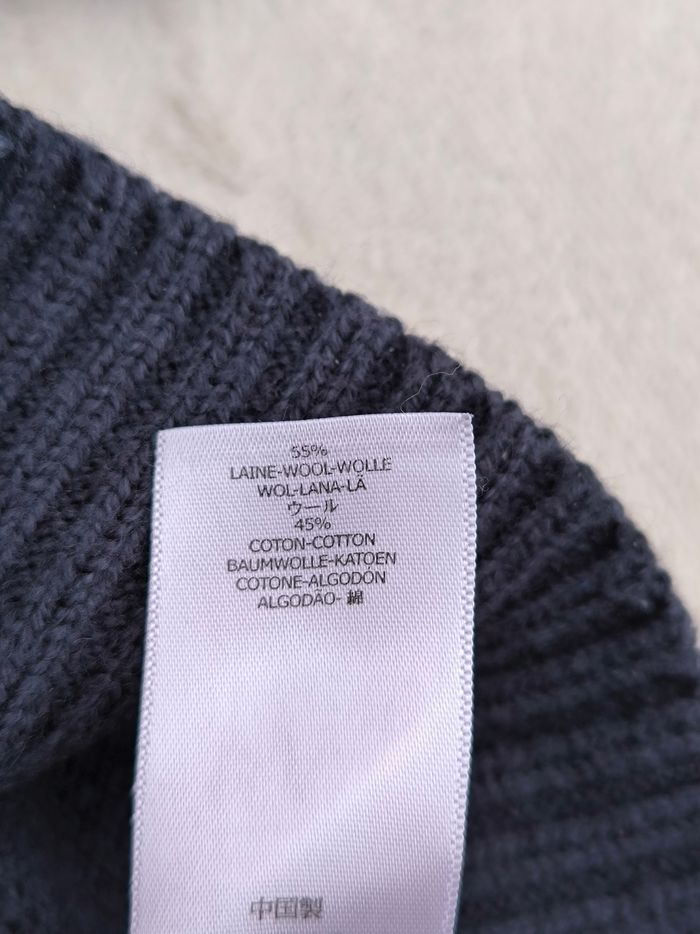 55%
LAINE-WOOL-WOLLE
WOL-LANA-LÃ
ウール
45%
COTON-COTTON
BAUMWOLLE-KATOEN
COTONE-ALGODÓN
ALGODÃO- 綿
中国製